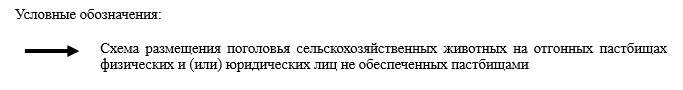 Условные обозначения:
Схема размещения поголовья сельскохозяйственных животных на отгонных пастбищах
физических и (или) юридических лиц не обеспеченных пастбищами